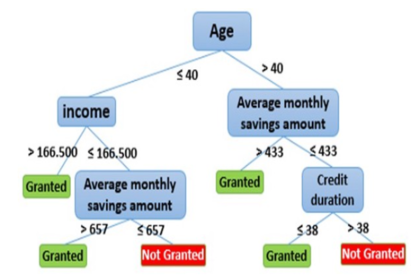 Age
≤ 40
> 40
income
Average monthly
savings amount
> 166.500
≤ 166.500
> 433
≤ 433
Granted
Average monthly
savings amount
Granted
Credit
duration
> 657
≤ 657
≤ 38
> 38
Granted
Not Granted
Granted
Not Granted